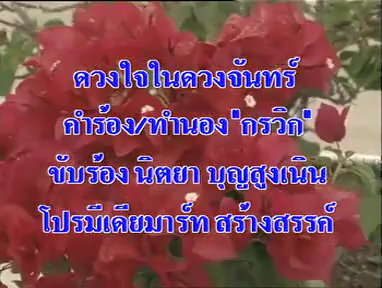 ดวงใจในดวงจันทร์
คำร้อง/ทำนอง "กรวิก"
ขับร้อง นิตยา บุญสูงเนิน
โปรมีเดียมาร์ท สร้างสรรค์